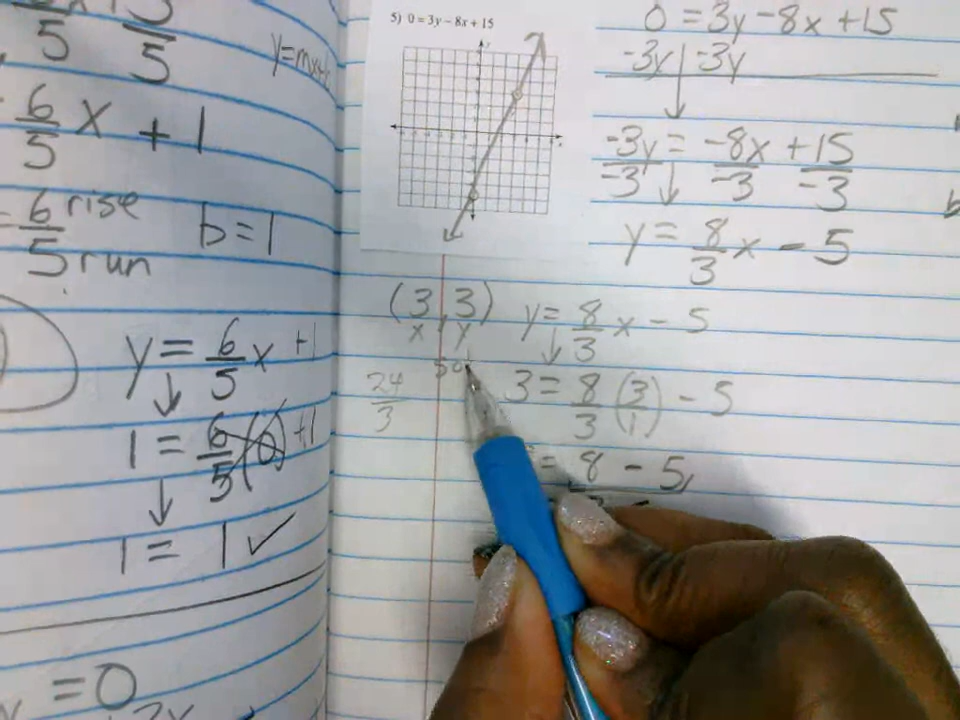 5
5
y=mx+
6/5 x + 1
= 6/5 rise run
b = 1
y = 6/5 x + 1
1 = 6/5 (0) + 1
1 = 1 ✓
= 0
5) 0 = 3y − 8x + 15
0 = 3y − 8x + 15
-3y -3y
-3y/-3 = -8x/-3 + 15/-3
y = 8/3 x − 5
(3, 3)
x y
y = 8/3 x − 5
24/3
3 = 8/3 (3/1) − 5
= 8 − 5